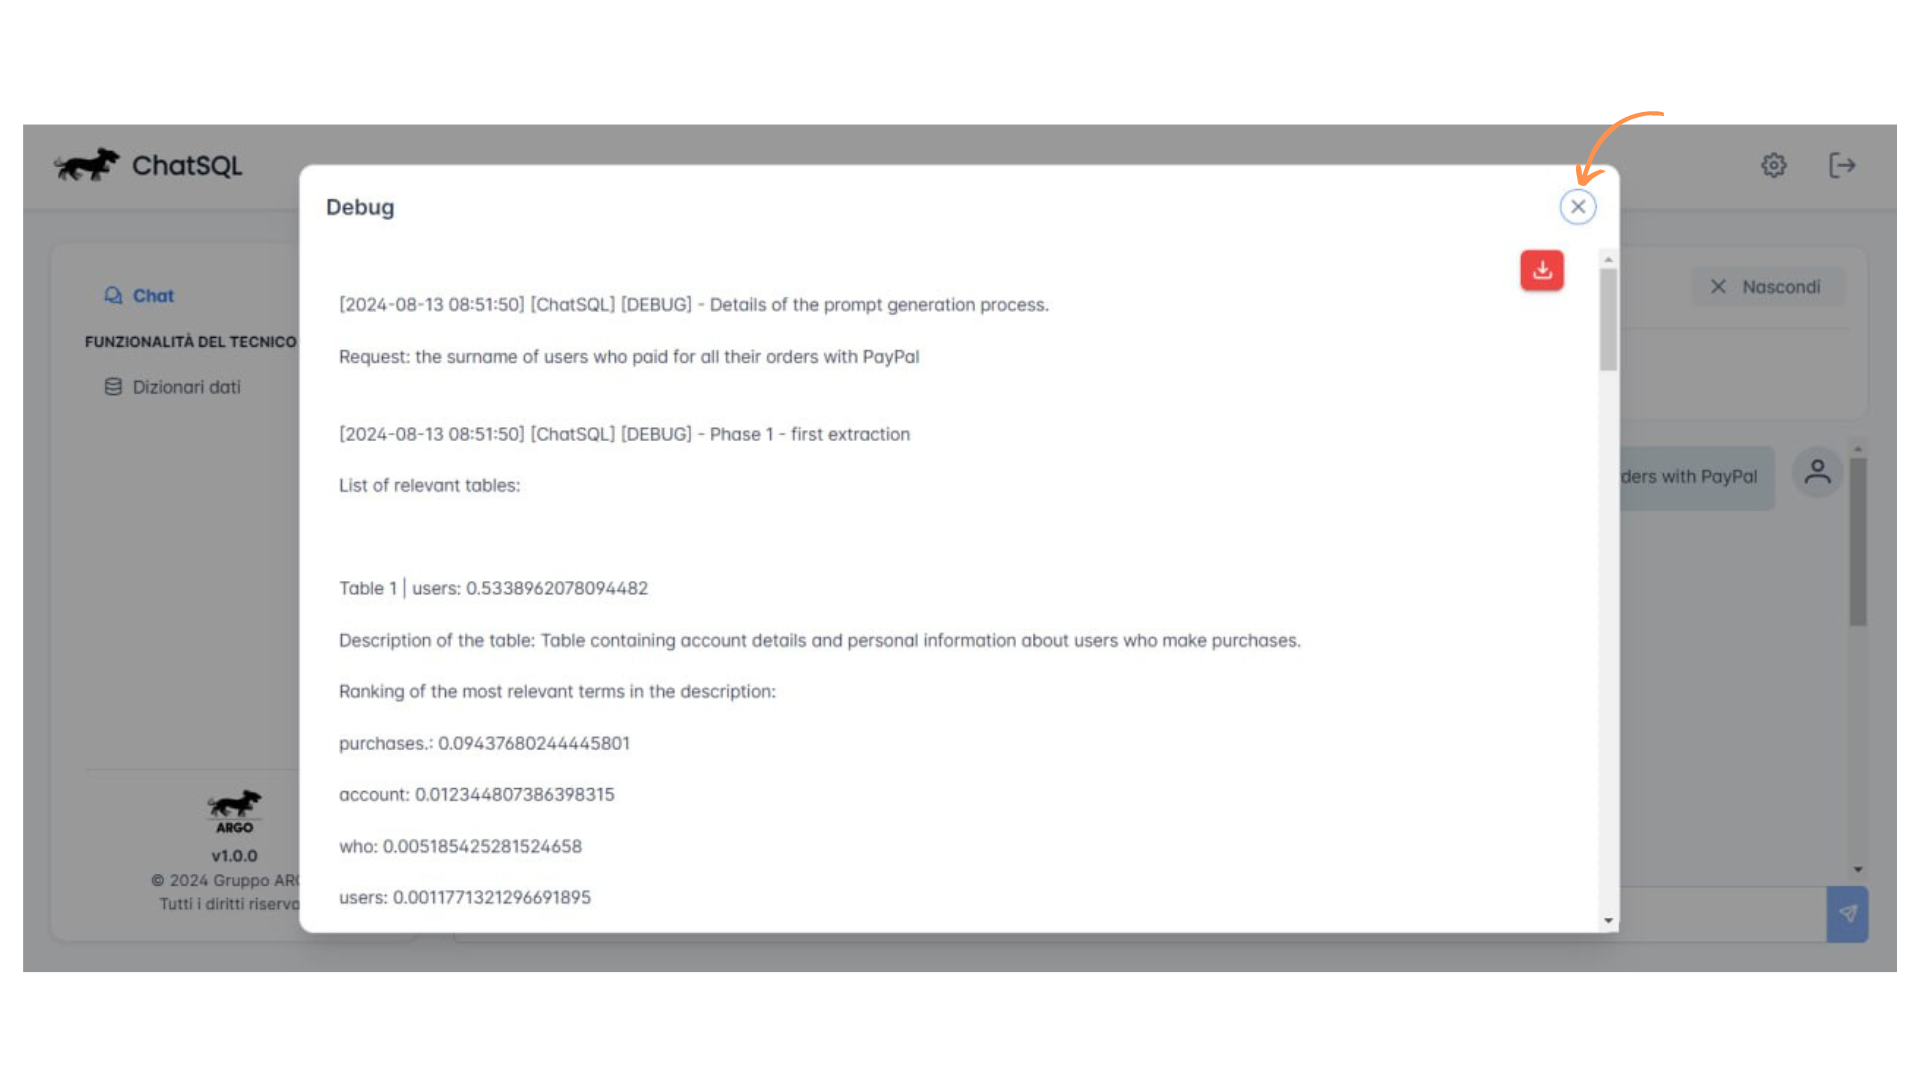 ChatSQL
Debug
Chat
Nascondi
[2024-08-13 08:51:50] [ChatSQL] [DEBUG] - Details of the prompt generation process.
FUNZIONALITÀ DEL TECNICO
Request: the surname of users who paid for all their orders with PayPal
Dizionari dati
[2024-08-13 08:51:50] [ChatSQL] [DEBUG] - Phase 1 - first extraction
ders with PayPal
List of relevant tables:
Table 1 | users: 0.5338962078094482
Description of the table: Table containing account details and personal information about users who make purchases.
Ranking of the most relevant terms in the description:
purchases.: 0.09437680244445801
account: 0.012344807386398315
who: 0.005185425281524658
users: 0.0011771321296691895
ARGO
v1.0.0
© 2024 Gruppo AR
Tutti i diritti riserva